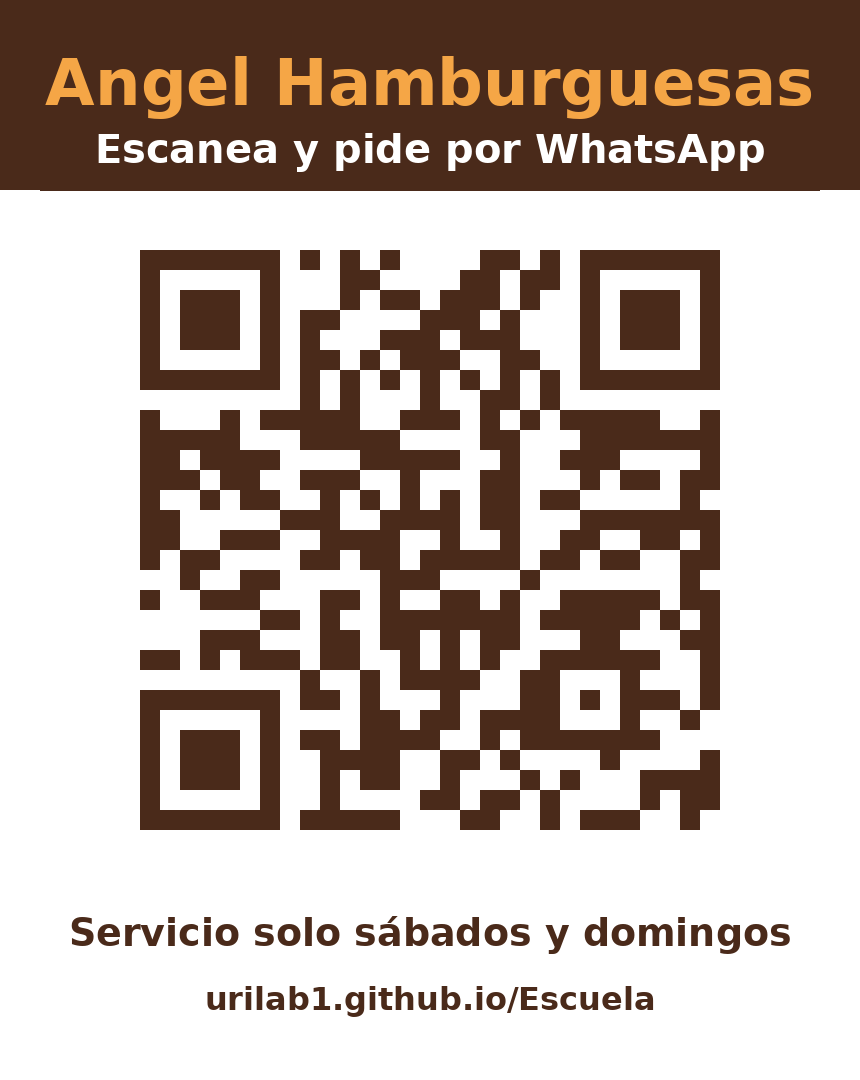 Angel Hamburguesas
Escanea y pide por WhatsApp
Servicio solo sábados y domingos
urilab1.github.io/Escuela